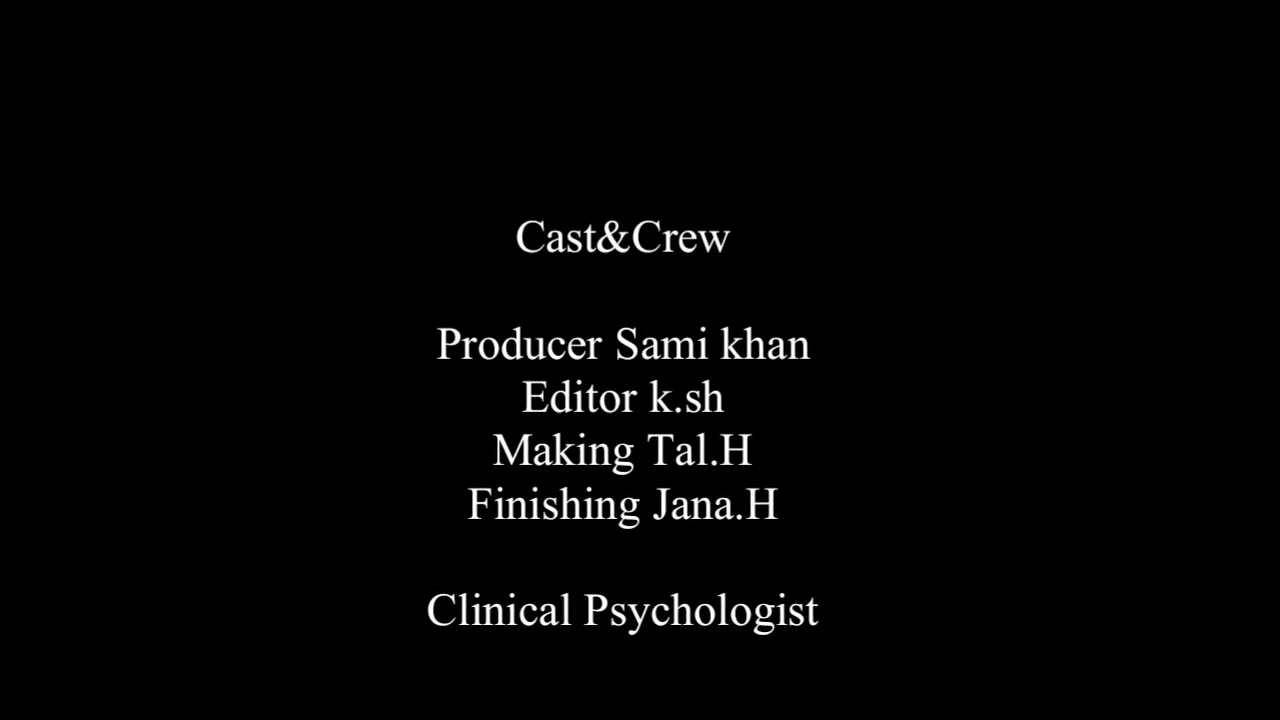 Cast&Crew
Producer Sami khan
Editor k.sh
Making Tal.H
Finishing Jana.H
Clinical Psychologist